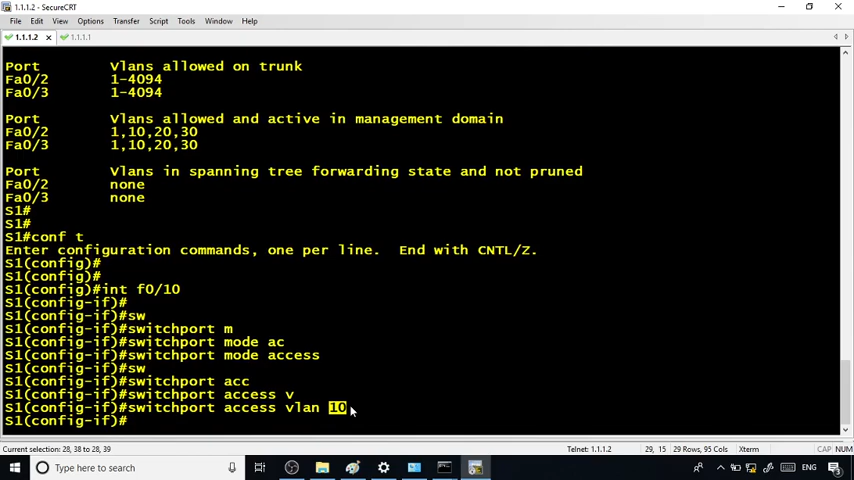 1.1.1.2 - SecureCRT
File Edit View Options Transfer Script Tools Window Help
1.1.1.2 1.1.1.1
Port Vlans allowed on trunk
Fa0/2 1-4094
Fa0/3 1-4094
Port Vlans allowed and active in management domain
Fa0/2 1,10,20,30
Fa0/3 1,10,20,30
Port Vlans in spanning tree forwarding state and not pruned
Fa0/2 none
Fa0/3 none
S1#
S1#
S1#conf t
Enter configuration commands, one per line. End with CNTL/Z.
S1(config)#
S1(config)#
S1(config)#int f0/10
S1(config-if)#
S1(config-if)#sw
S1(config-if)#switchport m
S1(config-if)#switchport mode ac
S1(config-if)#switchport mode access
S1(config-if)#sw
S1(config-if)#switchport acc
S1(config-if)#switchport access v
S1(config-if)#switchport access vlan 10
S1(config-if)#
Current selection: 28, 38 to 28, 39 Telnet: 1.1.1.2 29, 15 29 Rows, 95 Cols Xterm CAP NUM
Type here to search ENG 3